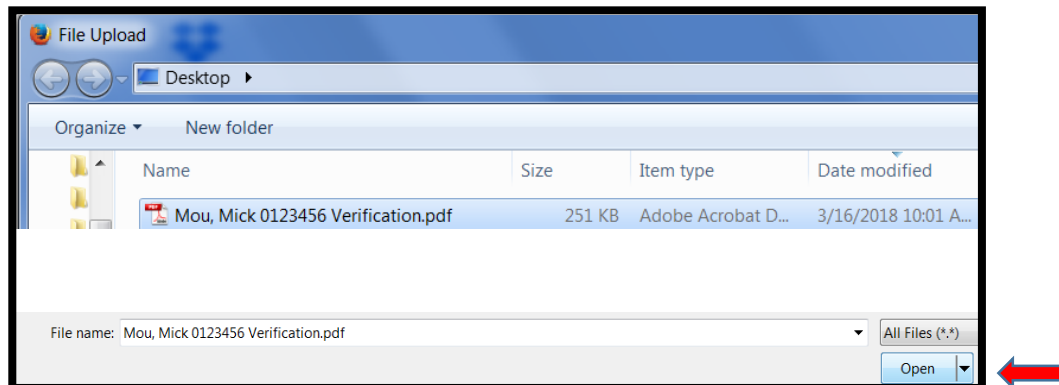 File Upload
Desktop
Organize New folder
Name Size Item type Date modified
Mou, Mick 0123456 Verification.pdf 251 KB Adobe Acrobat D... 3/16/2018 10:01 A...
File name: Mou, Mick 0123456 Verification.pdf All Files (*.*)
Open